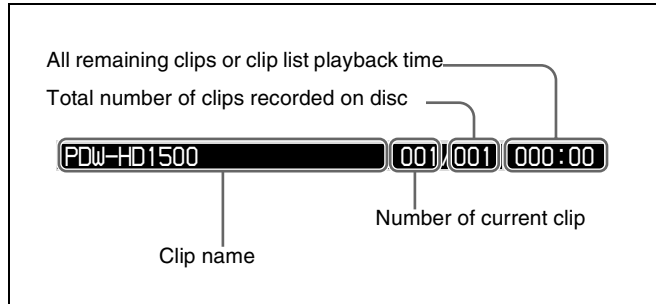 All remaining clips or clip list playback time
Total number of clips recorded on disc
PDW-HD1500 001/001 000:00
Number of current clip
Clip name